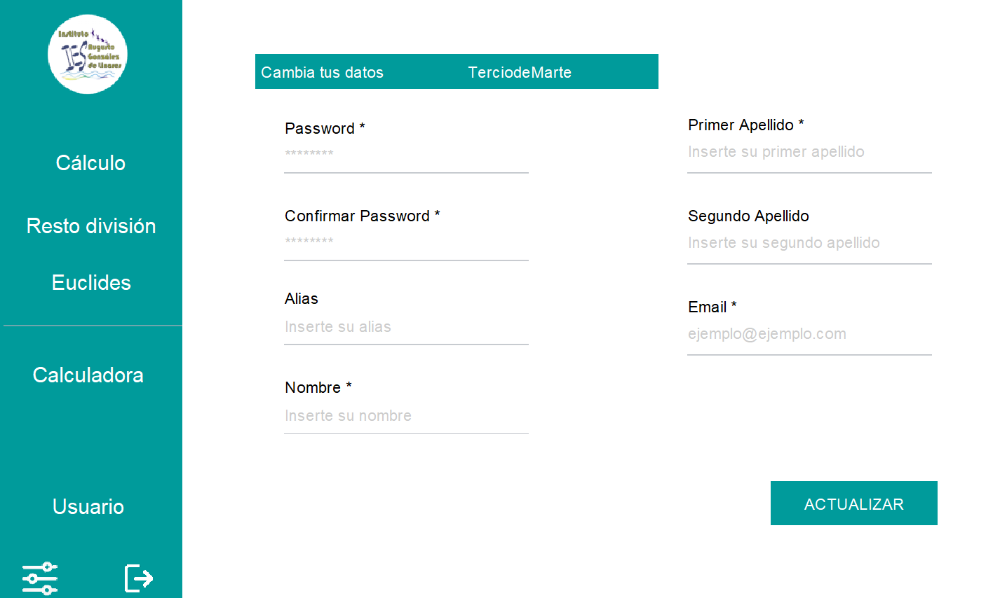 Instituto
IES
Augusto
González
de Linares
Cálculo
Resto división
Euclides
Calculadora
Usuario
Cambia tus datos
TerciodeMarte
Password *
********
Confirmar Password *
********
Alias
Inserte su alias
Nombre *
Inserte su nombre
Primer Apellido *
Inserte su primer apellido
Segundo Apellido
Inserte su segundo apellido
Email *
ejemplo@ejemplo.com
ACTUALIZAR